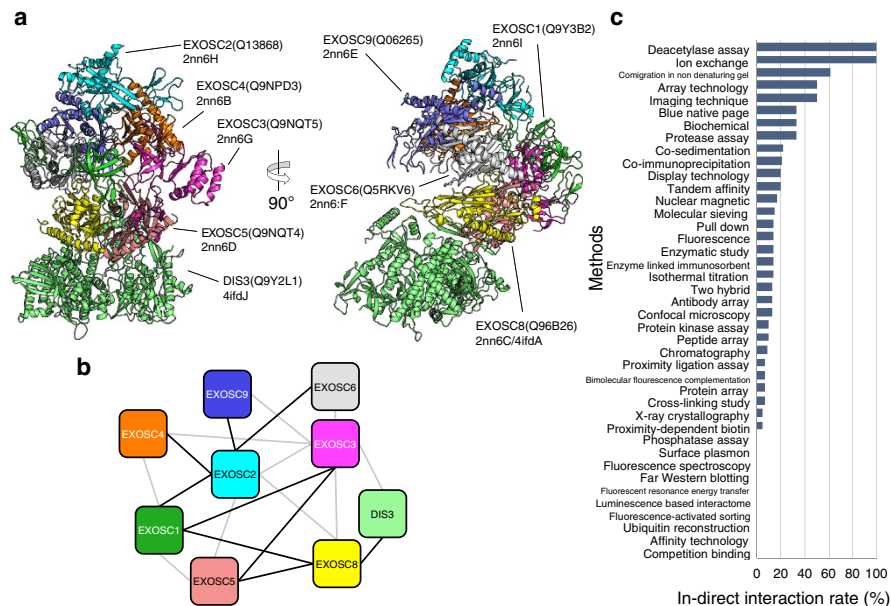 a
EXOSC2(Q13868)
2nn6H
EXOSC4(Q9NPD3)
2nn6B
EXOSC3(Q9NQT5)
2nn6G
90°
EXOSC5(Q9NQT4)
2nn6D
DIS3(Q9Y2L1)
4ifdJ
EXOSC9(Q06265)
2nn6E
EXOSC1(Q9Y3B2)
2nn6I
EXOSC6(Q5RKV6)
2nn6:F
EXOSC8(Q96B26)
2nn6C/4ifdA
b
EXOSC9
EXOSC6
EXOSC4
EXOSC3
EXOSC2
DIS3
EXOSC1
EXOSC5
EXOSC8
c
Methods
Deacetylase assay
Ion exchange
Comigration in non denaturing gel
Array technology
Imaging technique
Blue native page
Biochemical
Protease assay
Co-sedimentation
Co-immunoprecipitation
Display technology
Tandem affinity
Nuclear magnetic
Molecular sieving
Pull down
Fluorescence
Enzymatic study
Enzyme linked immunosorbent
Isothermal titration
Two hybrid
Antibody array
Confocal microscopy
Protein kinase assay
Peptide array
Chromatography
Proximity ligation assay
Bimolecular flourescence complementation
Protein array
Cross-linking study
X-ray crystallography
Proximity-dependent biotin
Phosphatase assay
Surface plasmon
Fluorescence spectroscopy
Far Western blotting
Fluorescent resonance energy transfer
Luminescence based interactome
Fluorescence-activated sorting
Ubiquitin reconstruction
Affinity technology
Competition binding
0 20 40 60 80 100
In-direct interaction rate (%)